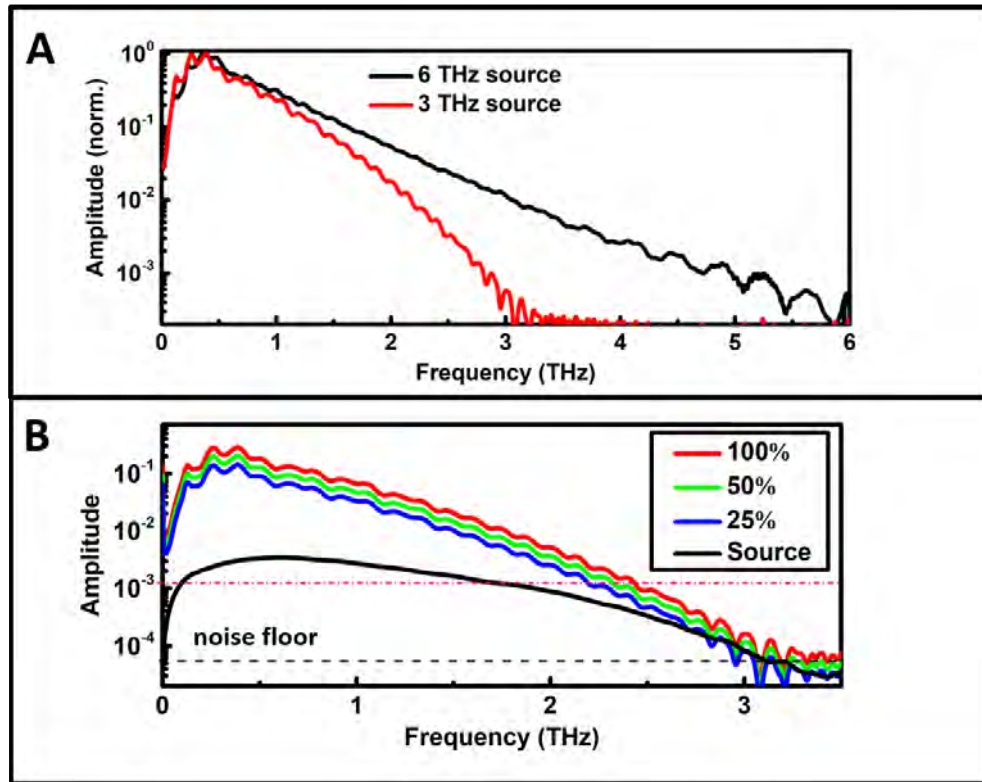 A
Amplitude (norm.)
10⁰
10⁻¹
10⁻²
10⁻³
6 THz source
3 THz source
0 1 2 3 4 5 6
Frequency (THz)
B
Amplitude
10⁻¹
10⁻²
10⁻³
10⁻⁴
100%
50%
25%
Source
noise floor
0 1 2 3
Frequency (THz)